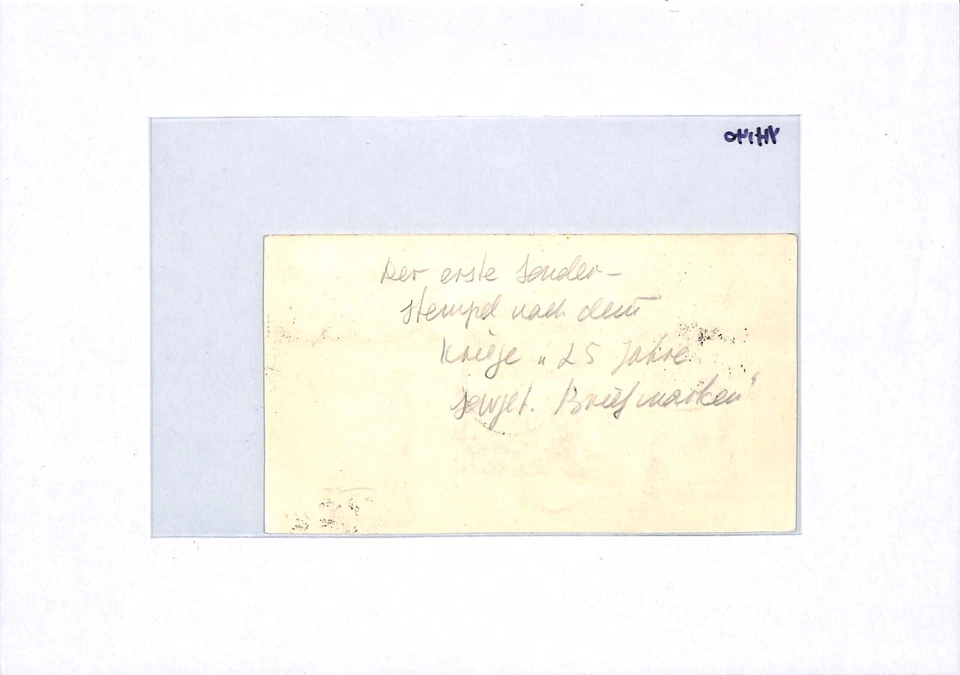 Der erste Sonder-
stempel nach dem
Kriege „25 Jahre
sowjet. Briefmarken“